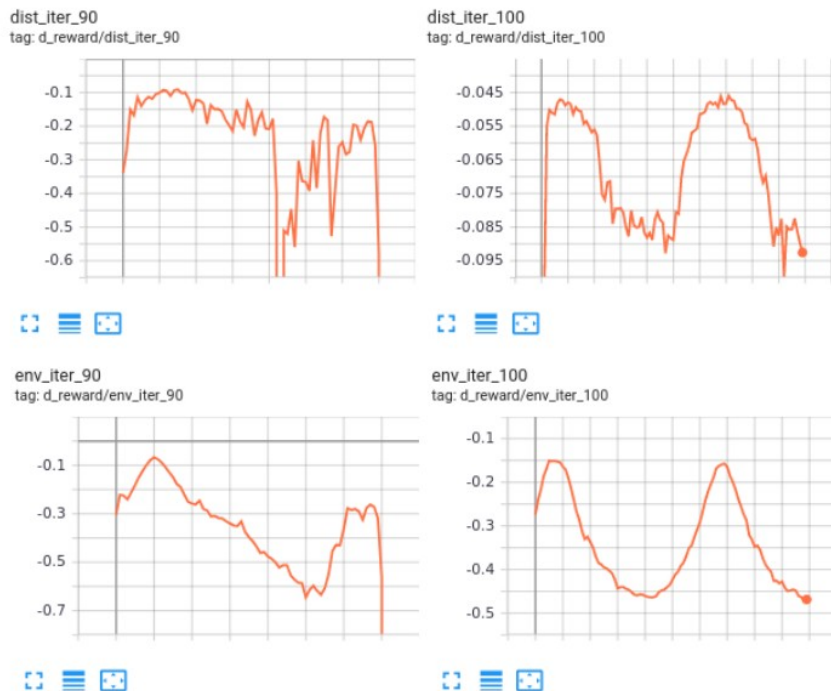 dist_iter_90
tag: d_reward/dist_iter_90
-0.1
-0.2
-0.3
-0.4
-0.5
-0.6
dist_iter_100
tag: d_reward/dist_iter_100
-0.045
-0.055
-0.065
-0.075
-0.085
-0.095
env_iter_90
tag: d_reward/env_iter_90
-0.1
-0.3
-0.5
-0.7
env_iter_100
tag: d_reward/env_iter_100
-0.1
-0.2
-0.3
-0.4
-0.5